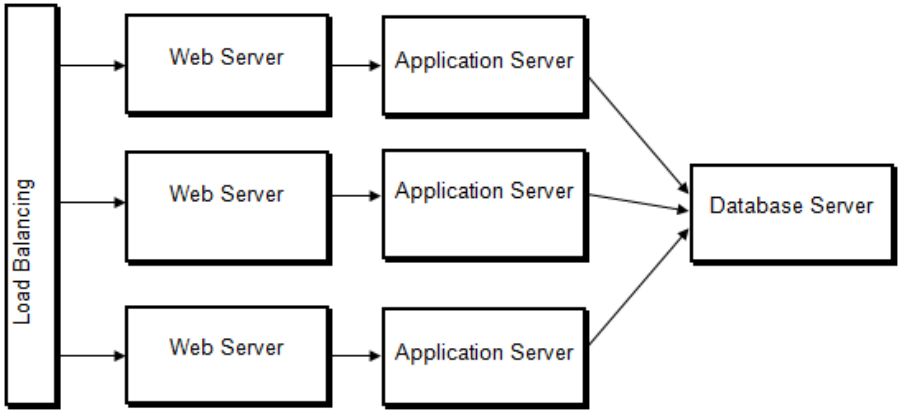 Load Balancing
Web Server
Application Server
Web Server
Application Server
Database Server
Web Server
Application Server